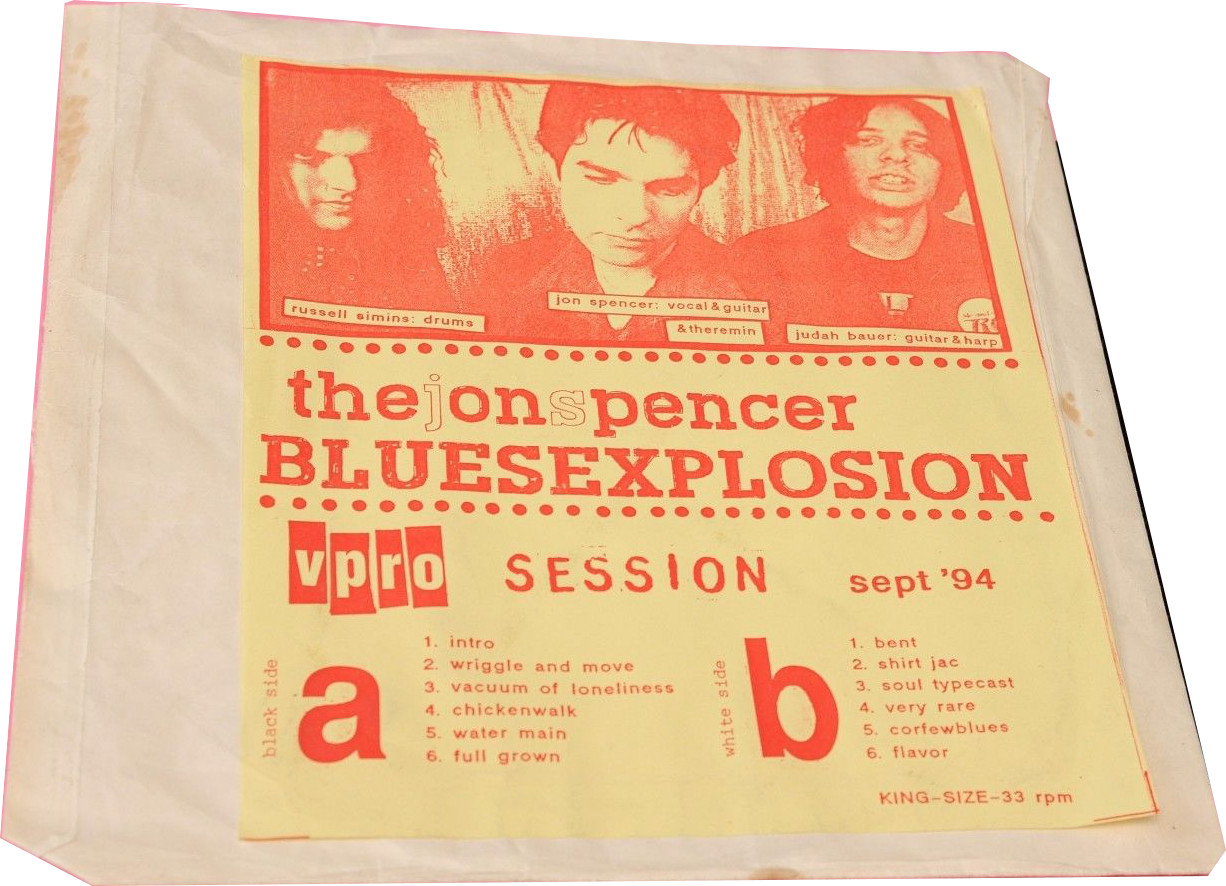 russell simins: drums
jon spencer: vocal & guitar
& theremin
judah bauer: guitar & harp
thejonspencer
BLUESEXPLOSION
vpro SESSION sept '94
black side
a
1. intro
2. wriggle and move
3. vacuum of loneliness
4. chickenwalk
5. water main
6. full grown
white side
b
1. bent
2. shirt jac
3. soul typecast
4. very rare
5. corfewblues
6. flavor
KING-SIZE-33 rpm